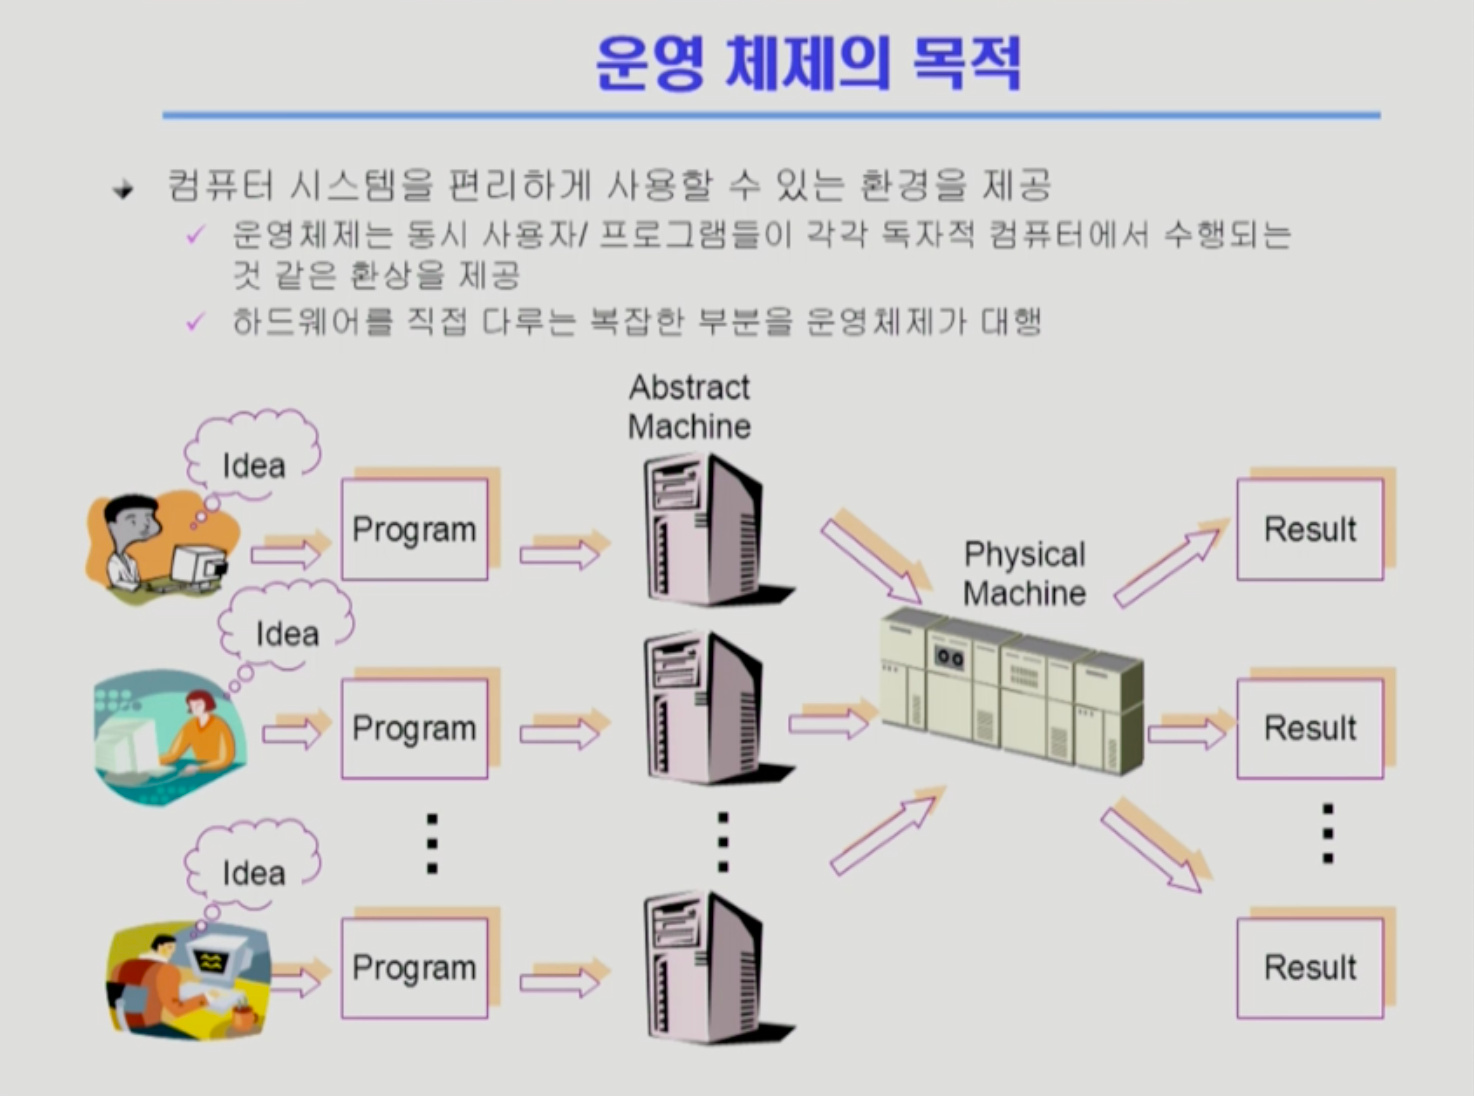 운영 체제의 목적
컴퓨터 시스템을 편리하게 사용할 수 있는 환경을 제공
운영체제는 동시 사용자/ 프로그램들이 각각 독자적 컴퓨터에서 수행되는
것 같은 환상을 제공
하드웨어를 직접 다루는 복잡한 부분을 운영체제가 대행
Abstract
Machine
Idea
Program
Physical
Machine
Result
Idea
Program
Result
Idea
Program
Result